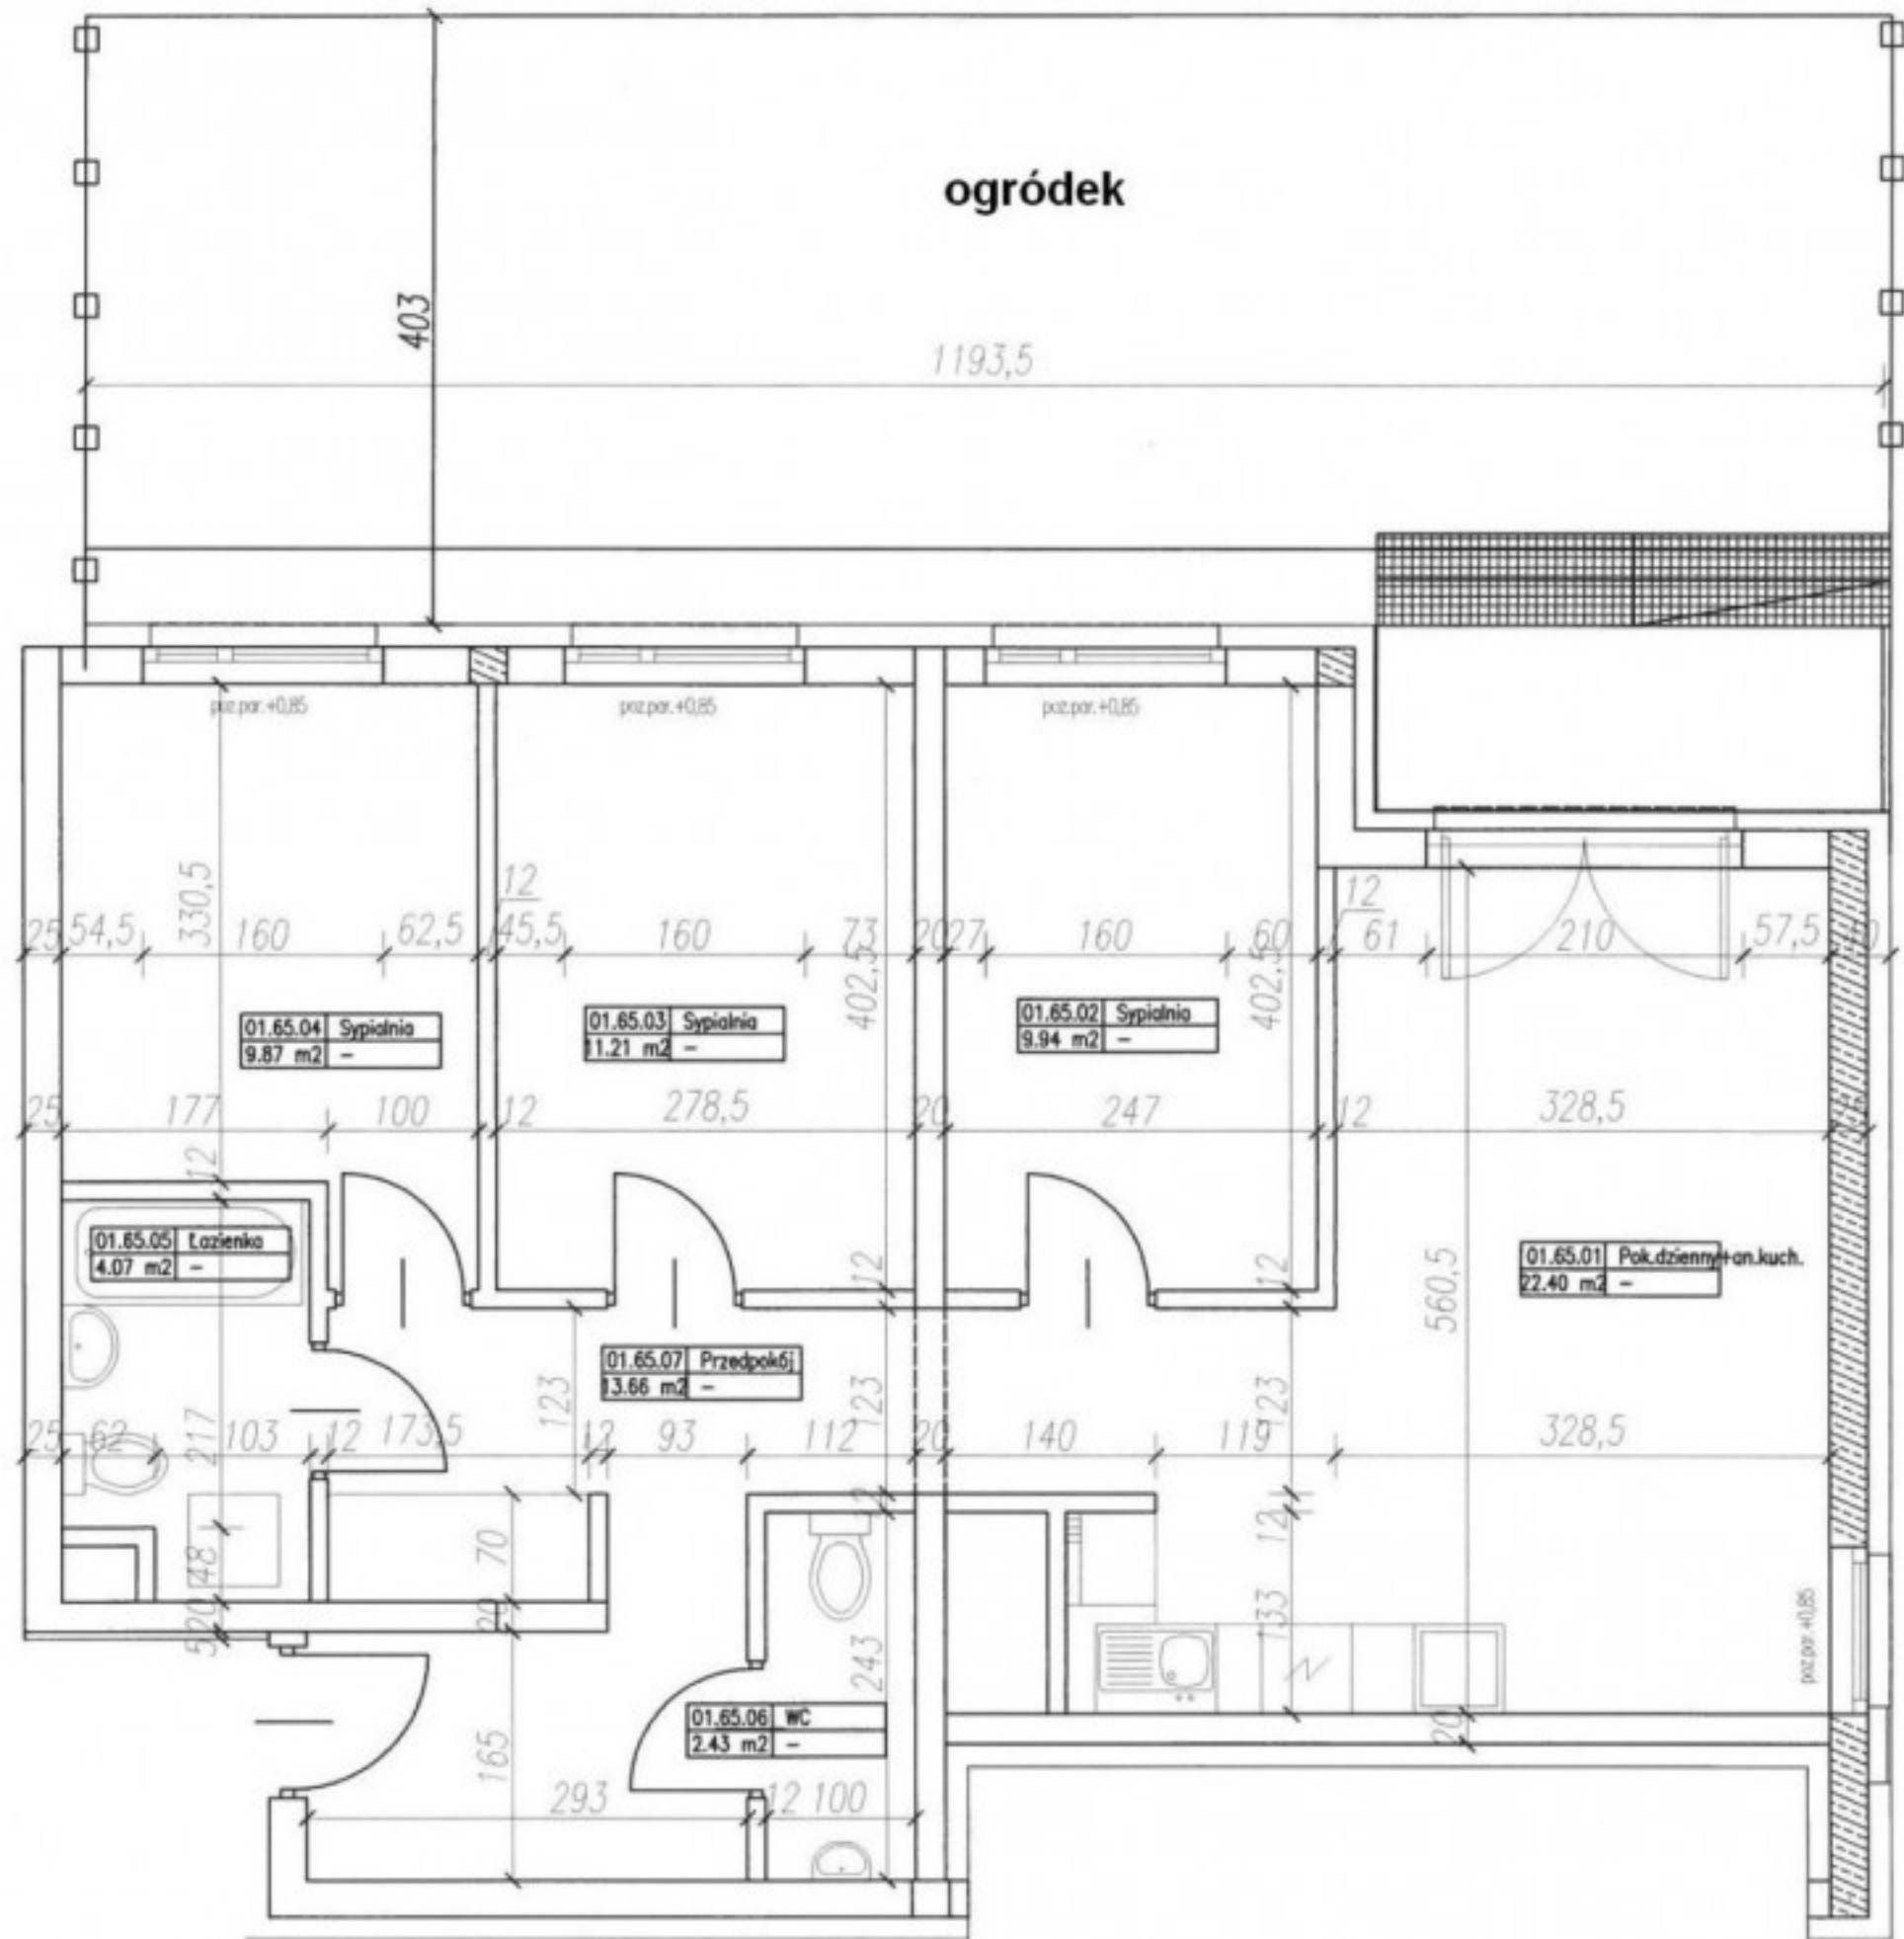 ogródek
403
1193,5
poz.par.+0,85
poz.par.+0,85
poz.par.+0,85
330,5
12
12
25 54,5 160 62,5 45,5 160 73 20 27 160 60 61 210 57,5
402,5
402,5
01.65.04 Sypialnia
9.87 m2 –
01.65.03 Sypialnia
11.21 m2 –
01.65.02 Sypialnia
9.94 m2 –
25 177 100 12 278,5 20 247 12 328,5
12
12
12
01.65.05 Łazienka
4.07 m2 –
01.65.01 Pok.dzienny+an.kuch.
22.40 m2 –
560,5
01.65.07 Przedpokój
13.66 m2 –
123
123
123
217
25 62 103 12 173,5 12 93 112 20 140 119 328,5
12
12
70
48
20
5
20
133
243
poz.par.+0,85
01.65.06 WC
2.43 m2 –
20
165
293 12 100